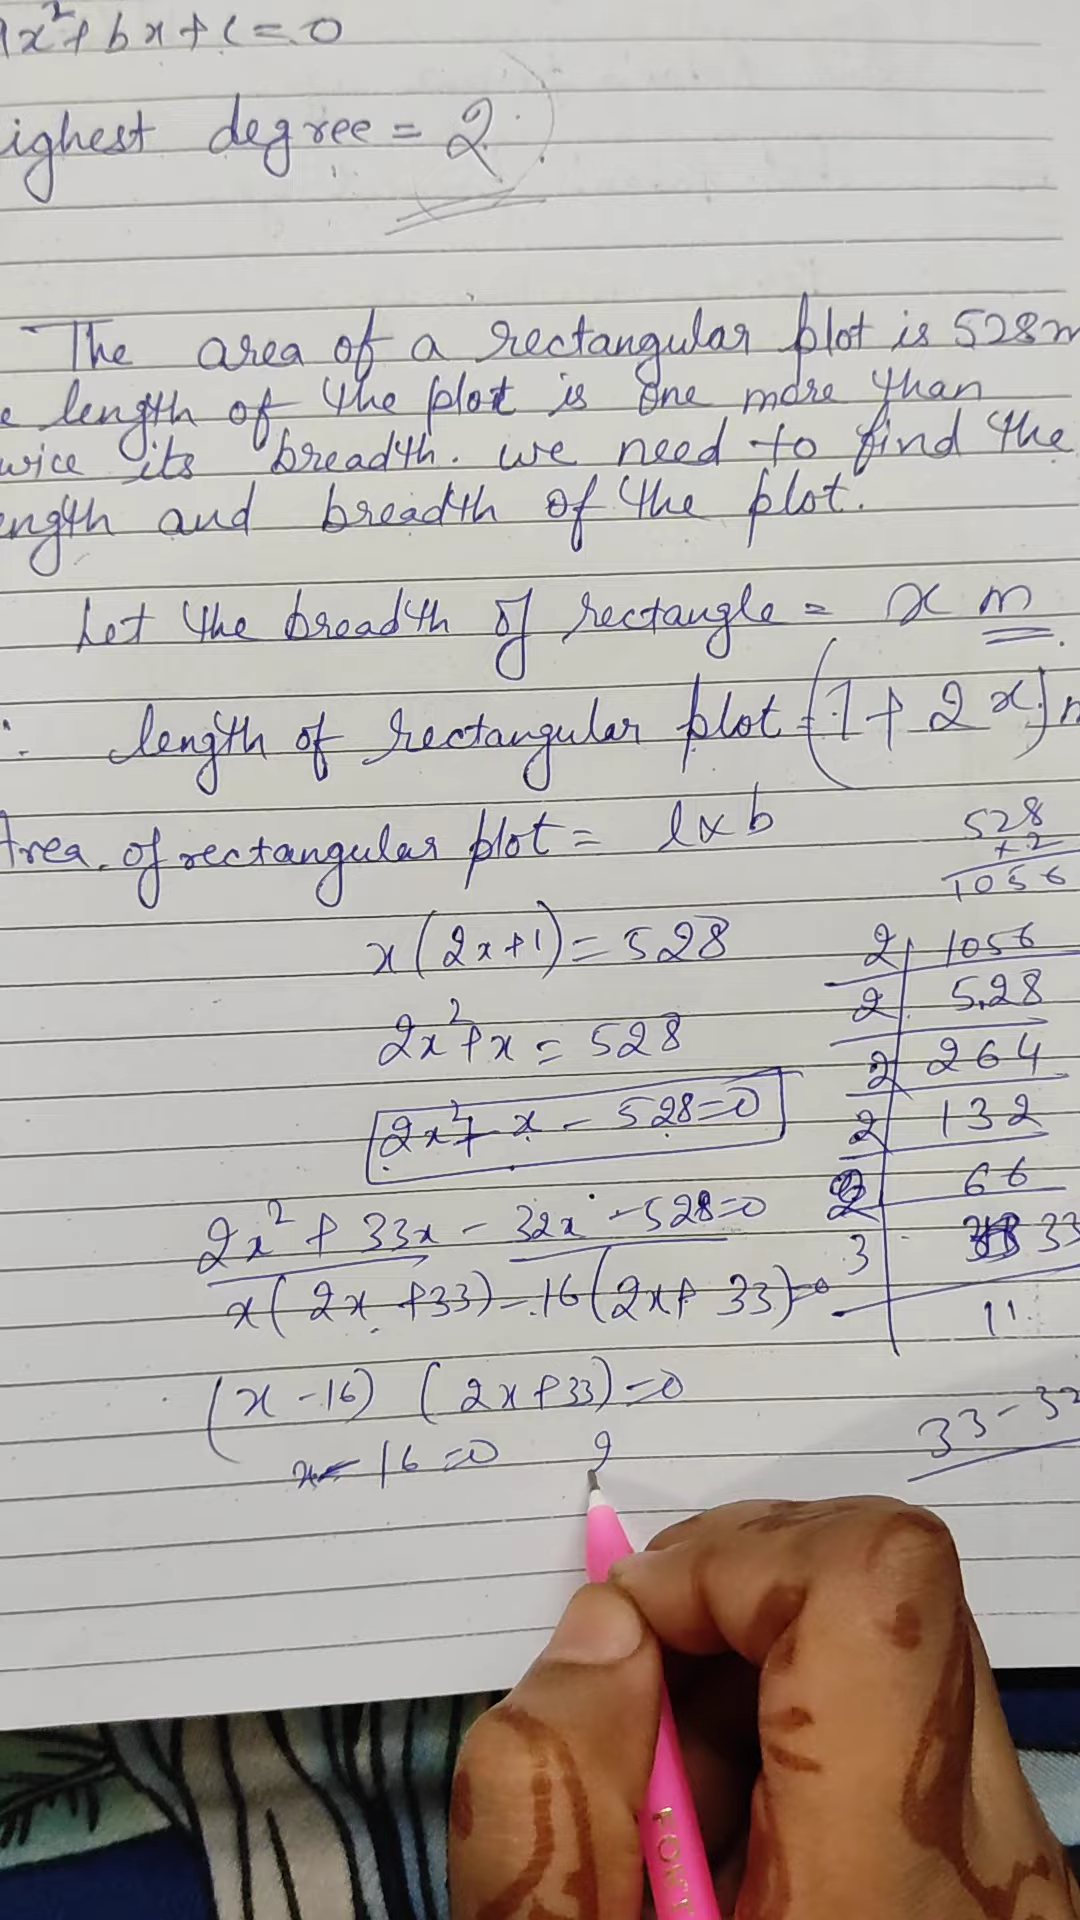 x²+bx+c=0
ighest degree = 2
The area of a rectangular plot is 528m
e length of the plot is one more than
wice its breadth. we need to find the
ength and breadth of the plot.
Let the breadth of rectangle = x m
∴ length of rectangular plot = (1+2x)m
Area of rectangular plot = l×b
528
×2
1056
x(2x+1)=528
2x²+x=528
2x²+x-528=0
2x²+33x-32x-528=0
x(2x+33)-16(2x+33)=0
(x-16) (2x+33)=0
x-16=0 2
2 1056
2 528
2 264
2 132
2 66
3 33
11
33-32